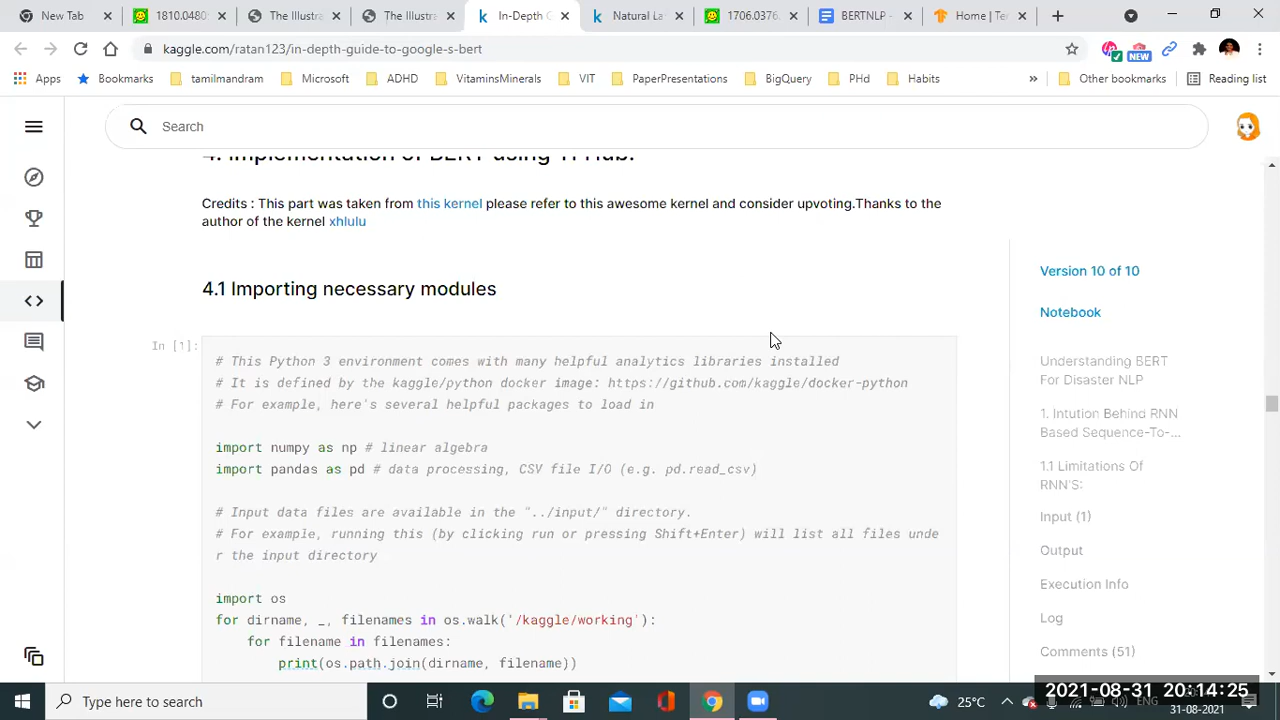 New Tab
1810.0480
The Illustra
The Illustra
In-Depth G
Natural La
1706.0376
BERTNLP -
Home | Te
kaggle.com/ratan123/in-depth-guide-to-google-s-bert
NEW
Apps
Bookmarks
tamilmandram
Microsoft
ADHD
VitaminsMinerals
VIT
PaperPresentations
BigQuery
PHd
Habits
»
Other bookmarks
Reading list
Search
4. Implementation of BERT using Tf Hub:
Credits : This part was taken from this kernel please refer to this awesome kernel and consider upvoting.Thanks to the
author of the kernel xhlulu
4.1 Importing necessary modules
In [1]:
# This Python 3 environment comes with many helpful analytics libraries installed
# It is defined by the kaggle/python docker image: https://github.com/kaggle/docker-python
# For example, here's several helpful packages to load in
import numpy as np # linear algebra
import pandas as pd # data processing, CSV file I/O (e.g. pd.read_csv)
# Input data files are available in the "../input/" directory.
# For example, running this (by clicking run or pressing Shift+Enter) will list all files unde
r the input directory
import os
for dirname, _, filenames in os.walk('/kaggle/working'):
for filename in filenames:
print(os.path.join(dirname, filename))
Version 10 of 10
Notebook
Understanding BERT
For Disaster NLP
1. Intution Behind RNN
Based Sequence-To-...
1.1 Limitations Of
RNN'S:
Input (1)
Output
Execution Info
Log
Comments (51)
Type here to search
25°C
ENG
2021-08-31 20:14:25
31-08-2021